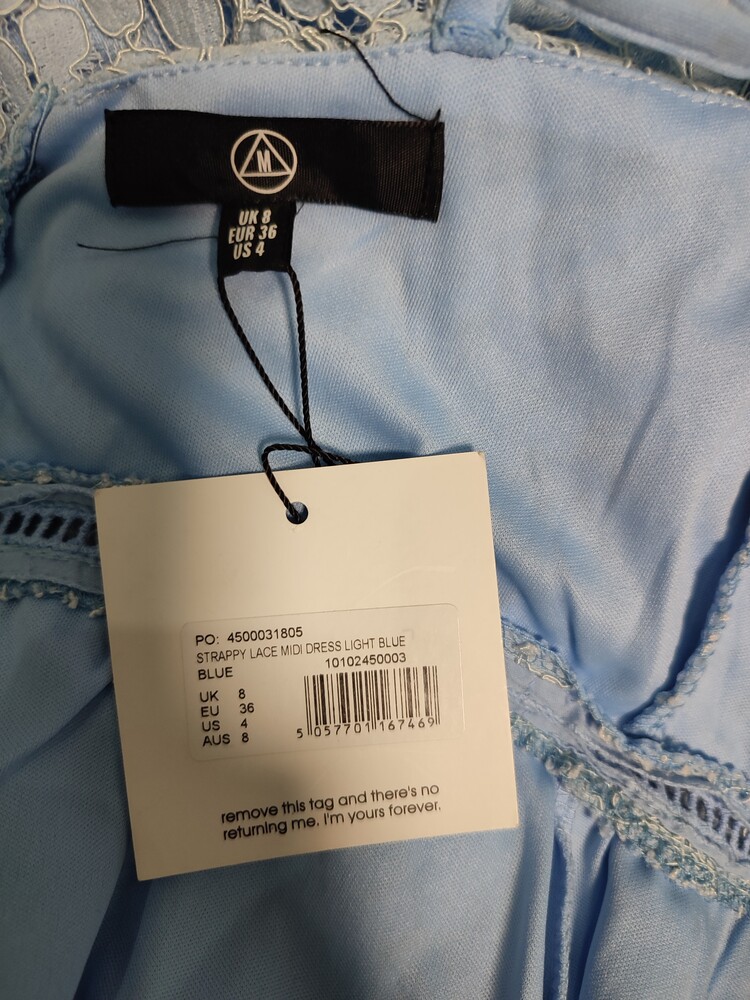 M
UK 8
EUR 36
US 4
PO: 4500031805
STRAPPY LACE MIDI DRESS LIGHT BLUE
10102450003
BLUE
UK 8
EU 36
US 4
AUS 8
5 057701 167469
remove this tag and there's no
returning me. I'm yours forever.